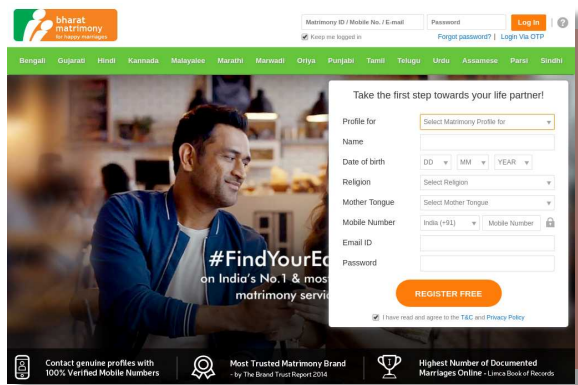 bharat
matrimony
for happy marriages
Matrimony ID / Mobile No. / E-mail
Password
Log In
?
Keep me logged in
Forgot password? | Login Via OTP
Bengali Gujarati Hindi Kannada Malayalee Marathi Marwadi Oriya Punjabi Tamil Telugu Urdu Assamese Parsi Sindhi
Take the first step towards your life partner!
Profile for Select Matrimony Profile for
Name
Date of birth DD MM YEAR
Religion Select Religion
Mother Tongue Select Mother Tongue
Mobile Number India (+91) Mobile Number
Email ID
Password
REGISTER FREE
I have read and agree to the T&C and Privacy Policy
#FindYourEq
on India's No.1 & most
matrimony servic
Contact genuine profiles with
100% Verified Mobile Numbers
Most Trusted Matrimony Brand
- by The Brand Trust Report 2014
Highest Number of Documented
Marriages Online - Limca Book of Records